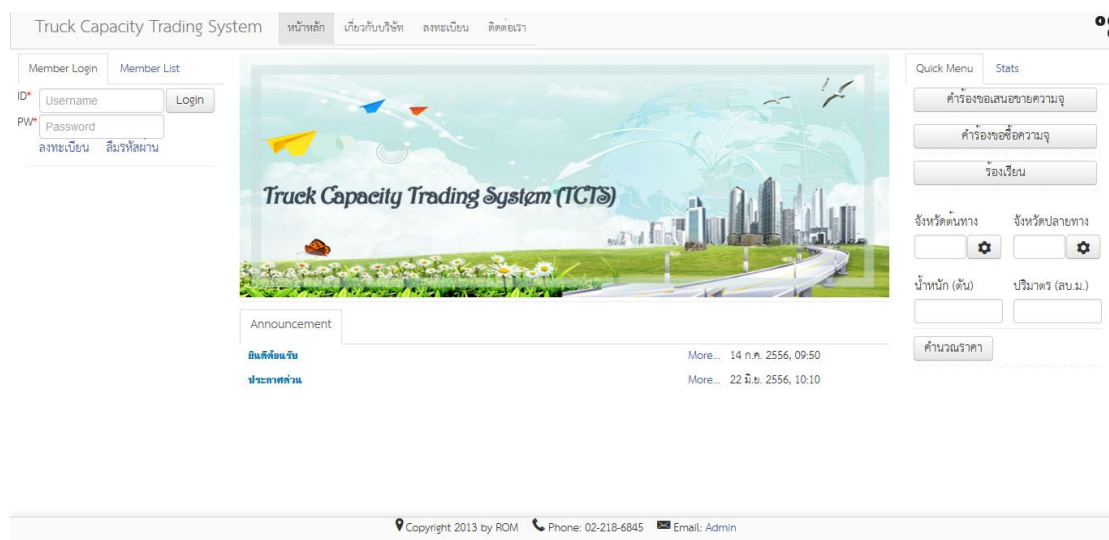 Truck Capacity Trading System หน้าหลัก เกี่ยวกับบริษัท ลงทะเบียน ติดต่อเรา
Member Login Member List
ID* Username Login
PW* Password
ลงทะเบียน ลืมรหัสผ่าน
Truck Capacity Trading System (TCTS)
Announcement
ยินดีต้อนรับ More... 14 ก.ค. 2556, 09:50
ประกาศด่วน More... 22 มิ.ย. 2556, 10:10
Quick Menu Stats
คำร้องขอเสนอขายความจุ
คำร้องขอซื้อความจุ
ร้องเรียน
จังหวัดต้นทาง จังหวัดปลายทาง
น้ำหนัก (ตัน) ปริมาตร (ลบ.ม.)
คำนวณราคา
Copyright 2013 by ROM Phone: 02-218-6845 Email: Admin